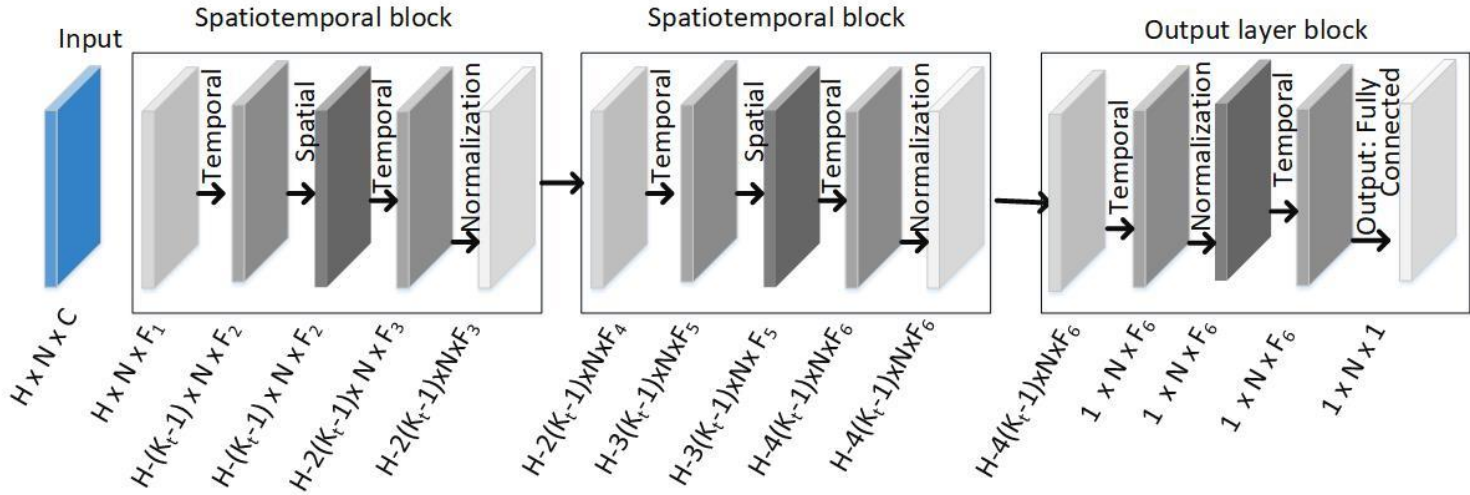 Input
Spatiotemporal block
Spatiotemporal block
Output layer block
Temporal
Spatial
Temporal
Normalization
Temporal
Spatial
Temporal
Normalization
Temporal
Normalization
Temporal
Output: Fully
Connected
H x N x C
H x N x F₁
H-(Kₜ-1) x N x F₂
H-(Kₜ-1) x N x F₂
H-2(Kₜ-1)x N x F₃
H-2(Kₜ-1)xNxF₃
H-2(Kₜ-1)xNxF₄
H-3(Kₜ-1)xNxF₅
H-3(Kₜ-1)xNx F₅
H-4(Kₜ-1)xNxF₆
H-4(Kₜ-1)xNxF₆
H-4(Kₜ-1)xNxF₆
1 x N x F₆
1 x N x F₆
1 x N x F₆
1 x N x 1